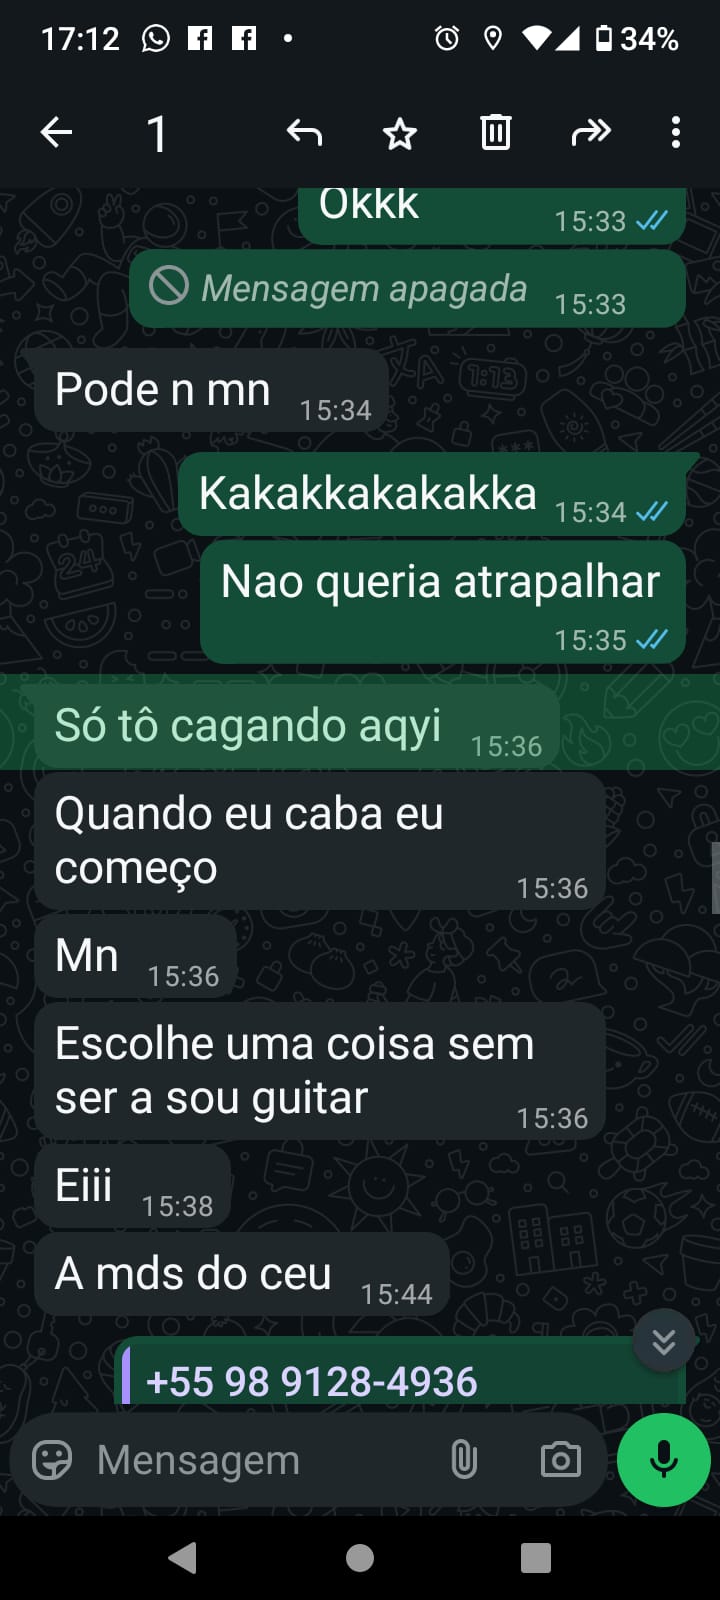 17:12 34%
1
Okkk 15:33
Mensagem apagada 15:33
Pode n mn 15:34
Kakakkakakakka 15:34
Nao queria atrapalhar
15:35
Só tô cagando aqyi 15:36
Quando eu caba eu
começo 15:36
Mn 15:36
Escolhe uma coisa sem
ser a sou guitar 15:36
Eiii 15:38
A mds do ceu 15:44
+55 98 9128-4936
Mensagem